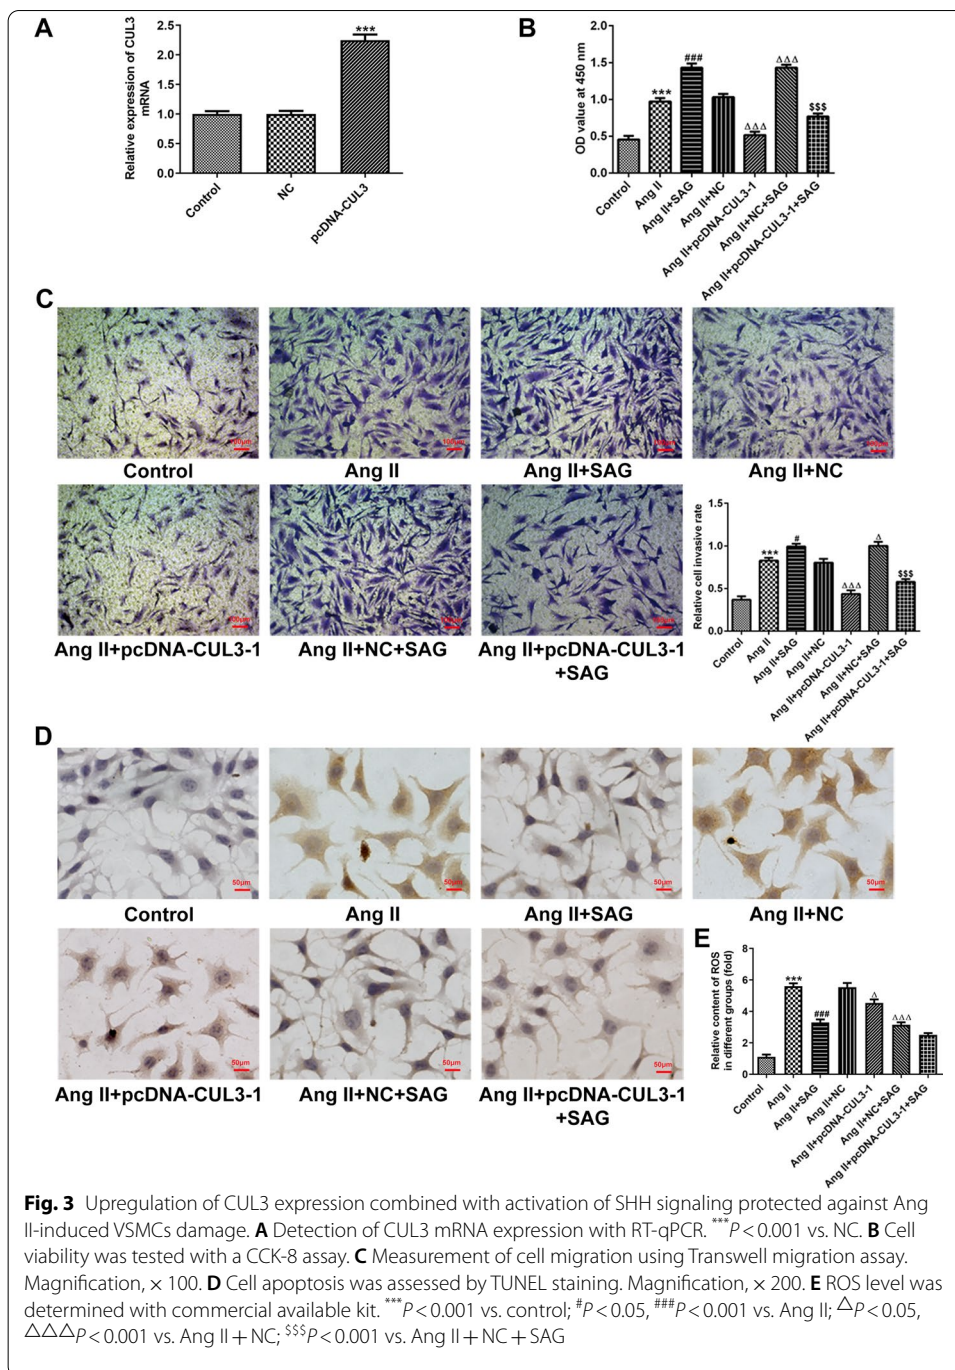 A
Relative expression of CUL3
mRNA
2.5
2.0
1.5
1.0
0.5
0.0
***
Control
NC
pcDNA-CUL3
B
OD value at 450 nm
2.0
1.5
1.0
0.5
0.0
***
###
ΔΔΔ
ΔΔΔ
$$$
Control
Ang II
Ang II+SAG
Ang II+NC
Ang II+pcDNA-CUL3-1
Ang II+NC+SAG
Ang II+pcDNA-CUL3-1+SAG
C
100μm
100μm
100μm
100μm
Control
Ang II
Ang II+SAG
Ang II+NC
100μm
100μm
100μm
Ang II+pcDNA-CUL3-1
Ang II+NC+SAG
Ang II+pcDNA-CUL3-1
+SAG
Relative cell invasive rate
1.5
1.0
0.5
0.0
***
#
ΔΔΔ
Δ
$$$
Control
Ang II
Ang II+SAG
Ang II+NC
Ang II+pcDNA-CUL3-1
Ang II+NC+SAG
Ang II+pcDNA-CUL3-1+SAG
D
50μm
50μm
50μm
50μm
Control
Ang II
Ang II+SAG
Ang II+NC
50μm
50μm
50μm
Ang II+pcDNA-CUL3-1
Ang II+NC+SAG
Ang II+pcDNA-CUL3-1
+SAG
E
Relative content of ROS
in different groups (fold)
8
6
4
2
0
***
###
Δ
ΔΔΔ
Control
Ang II
Ang II+SAG
Ang II+NC
Ang II+pcDNA-CUL3-1
Ang II+NC+SAG
Ang II+pcDNA-CUL3-1+SAG
Fig. 3 Upregulation of CUL3 expression combined with activation of SHH signaling protected against Ang
II-induced VSMCs damage. A Detection of CUL3 mRNA expression with RT-qPCR. ***P < 0.001 vs. NC. B Cell
viability was tested with a CCK-8 assay. C Measurement of cell migration using Transwell migration assay.
Magnification, × 100. D Cell apoptosis was assessed by TUNEL staining. Magnification, × 200. E ROS level was
determined with commercial available kit. ***P < 0.001 vs. control; #P < 0.05, ###P < 0.001 vs. Ang II; △P < 0.05,
△△△P < 0.001 vs. Ang II + NC; $$$P < 0.001 vs. Ang II + NC + SAG